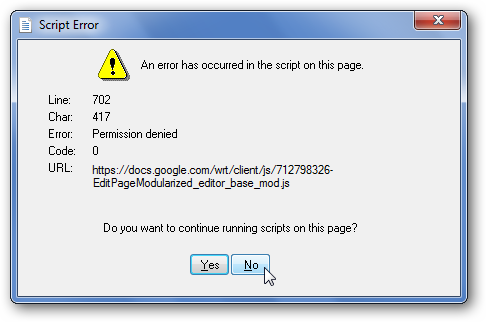 Script Error
An error has occurred in the script on this page.
Line: 702
Char: 417
Error: Permission denied
Code: 0
URL: https://docs.google.com/wrt/client/js/712798326-
EditPageModularized_editor_base_mod.js
Do you want to continue running scripts on this page?
Yes No